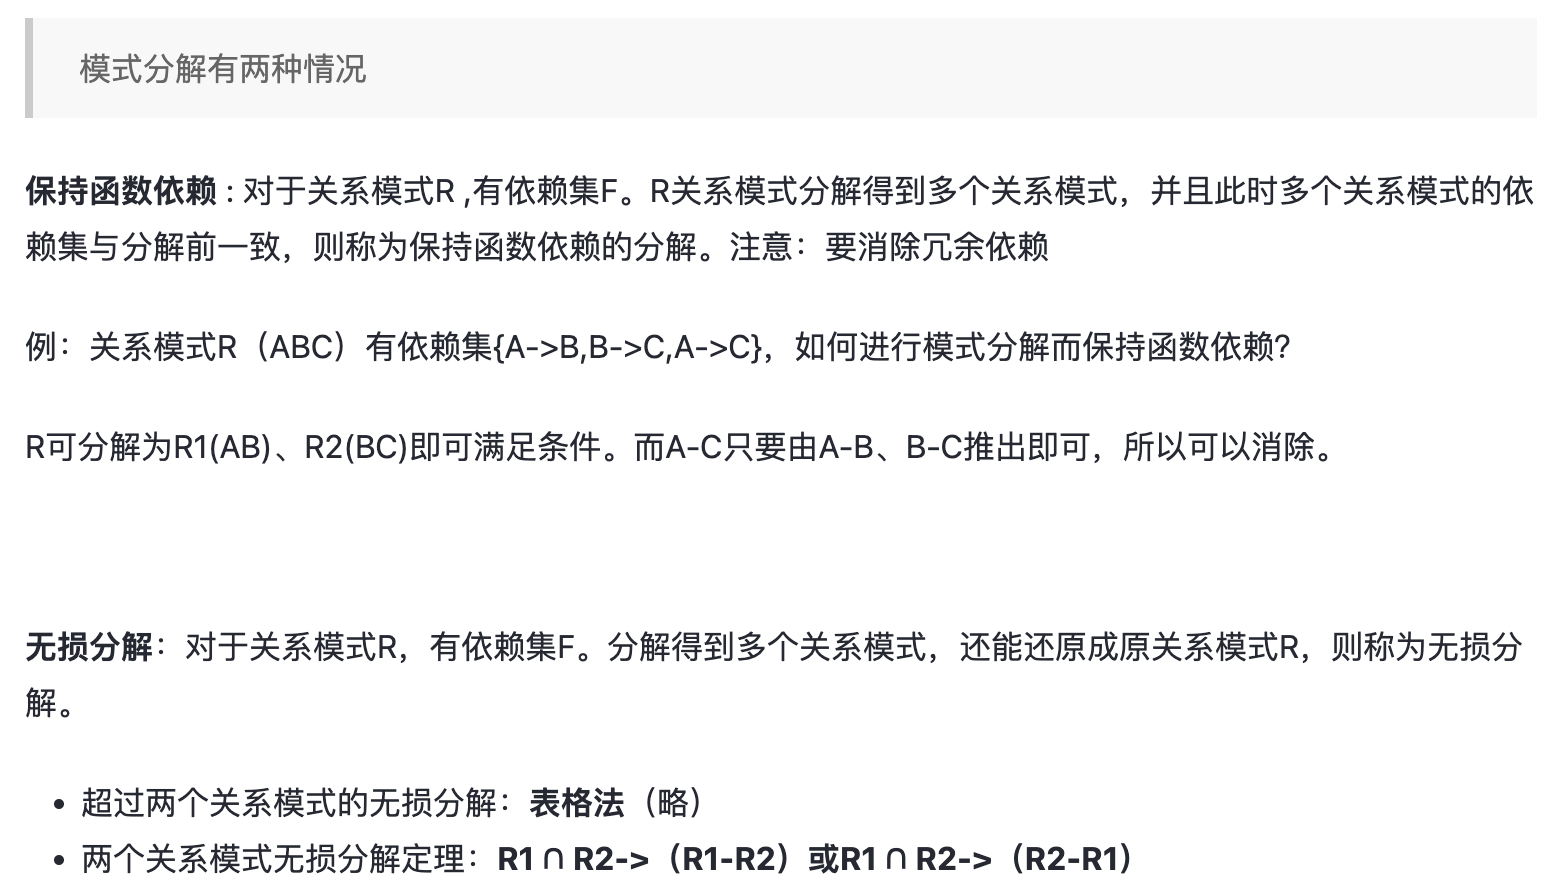 模式分解有两种情况
保持函数依赖 : 对于关系模式R ,有依赖集F。R关系模式分解得到多个关系模式，并且此时多个关系模式的依
赖集与分解前一致，则称为保持函数依赖的分解。注意：要消除冗余依赖
例：关系模式R（ABC）有依赖集{A->B,B->C,A->C}，如何进行模式分解而保持函数依赖?
R可分解为R1(AB)、R2(BC)即可满足条件。而A-C只要由A-B、B-C推出即可，所以可以消除。
无损分解：对于关系模式R，有依赖集F。分解得到多个关系模式，还能还原成原关系模式R，则称为无损分
解。
• 超过两个关系模式的无损分解：表格法（略）
• 两个关系模式无损分解定理：R1 ∩ R2->（R1-R2）或R1 ∩ R2->（R2-R1）